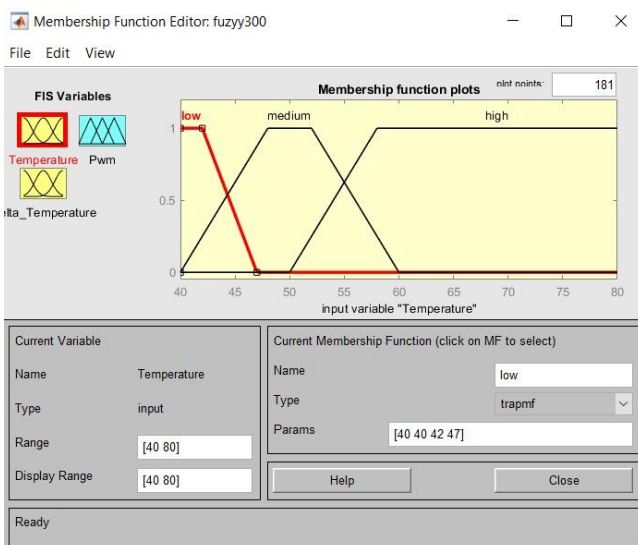 Membership Function Editor: fuzyy300
File Edit View
FIS Variables
Membership function plots
plot points: 181
Temperature Pwm
elta_Temperature
low medium high
1
0.5
0
40 45 50 55 60 65 70 75 80
input variable "Temperature"
Current Variable
Name Temperature
Type input
Range [40 80]
Display Range [40 80]
Current Membership Function (click on MF to select)
Name low
Type trapmf
Params [40 40 42 47]
Help Close
Ready